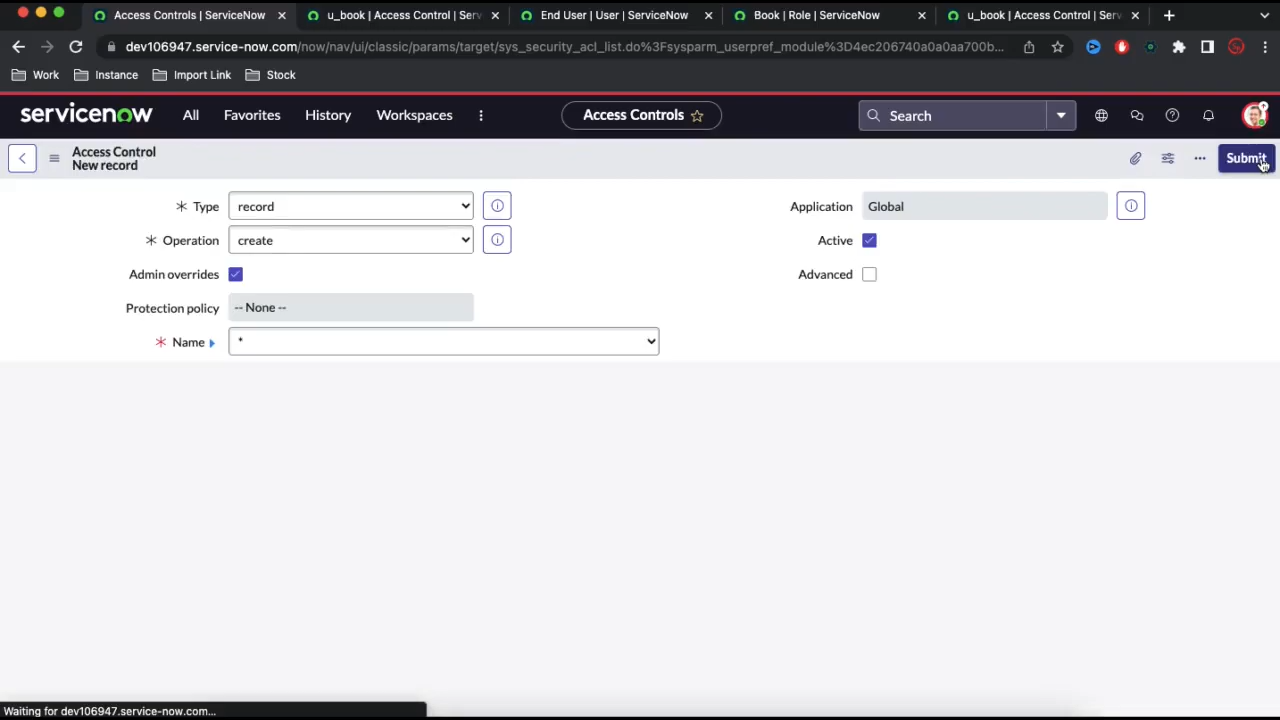 Access Controls | ServiceNow
u_book | Access Control | Serv
End User | User | ServiceNow
Book | Role | ServiceNow
u_book | Access Control | Serv
dev106947.service-now.com/now/nav/ui/classic/params/target/sys_security_acl_list.do%3Fsysparm_userpref_module%3D4ec206740a0a0aa700b...
Work
Instance
Import Link
Stock
servicenow
All
Favorites
History
Workspaces
Access Controls
Search
Access Control
New record
Submit
* Type
record
Application
Global
* Operation
create
Active
Admin overrides
Advanced
Protection policy
-- None --
* Name
*
Waiting for dev106947.service-now.com...